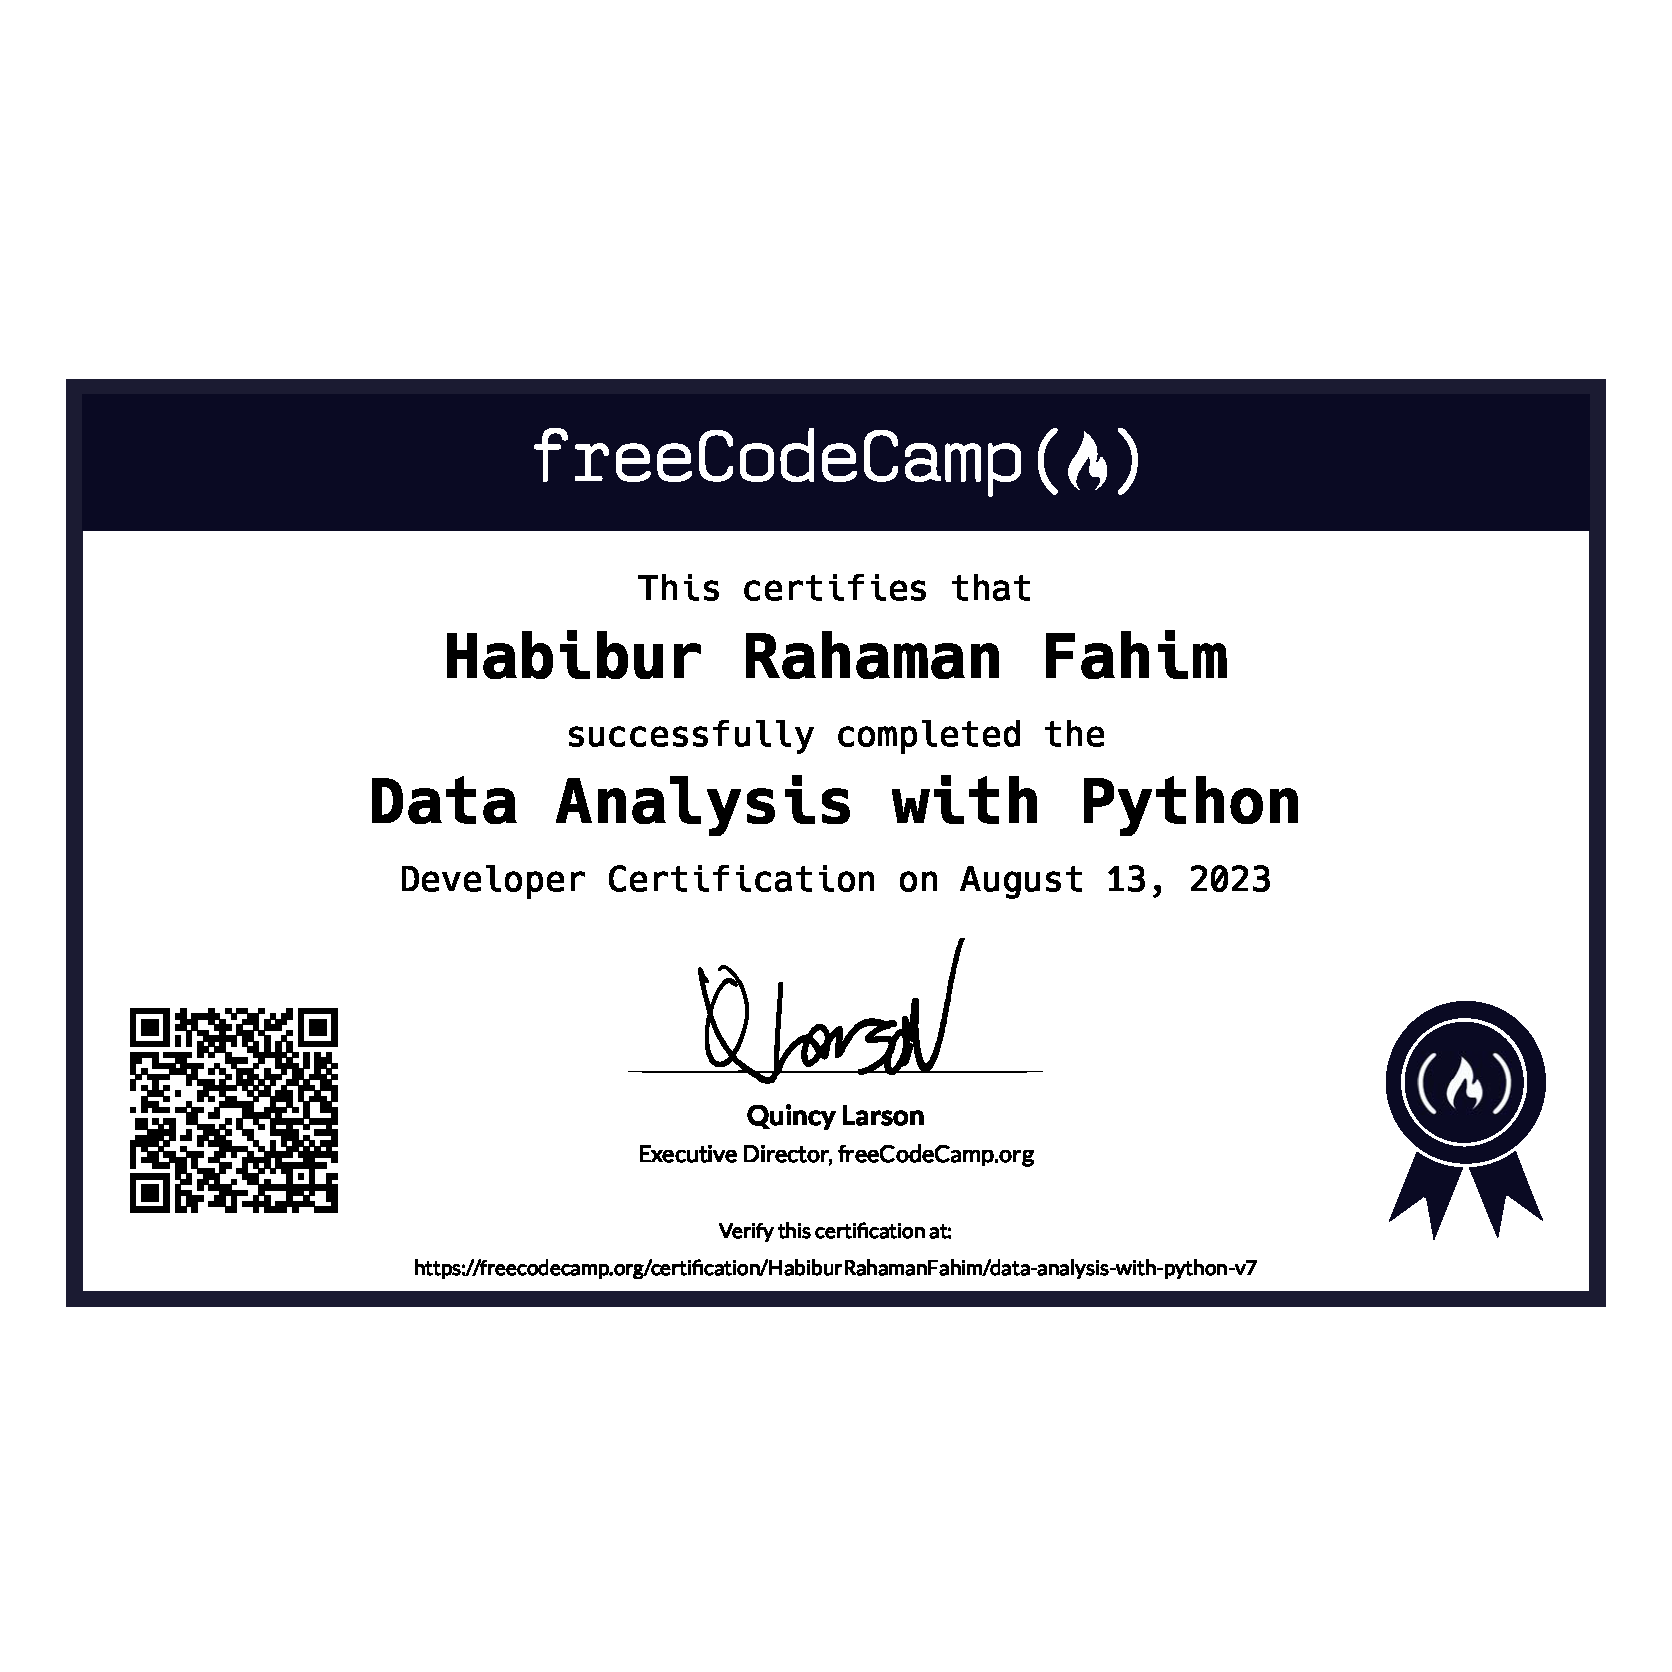 freeCodeCamp
This certifies that
Habibur Rahaman Fahim
successfully completed the
Data Analysis with Python
Developer Certification on August 13, 2023
Q Larson
Quincy Larson
Executive Director, freeCodeCamp.org
Verify this certification at:
https://freecodecamp.org/certification/HabiburRahamanFahim/data-analysis-with-python-v7